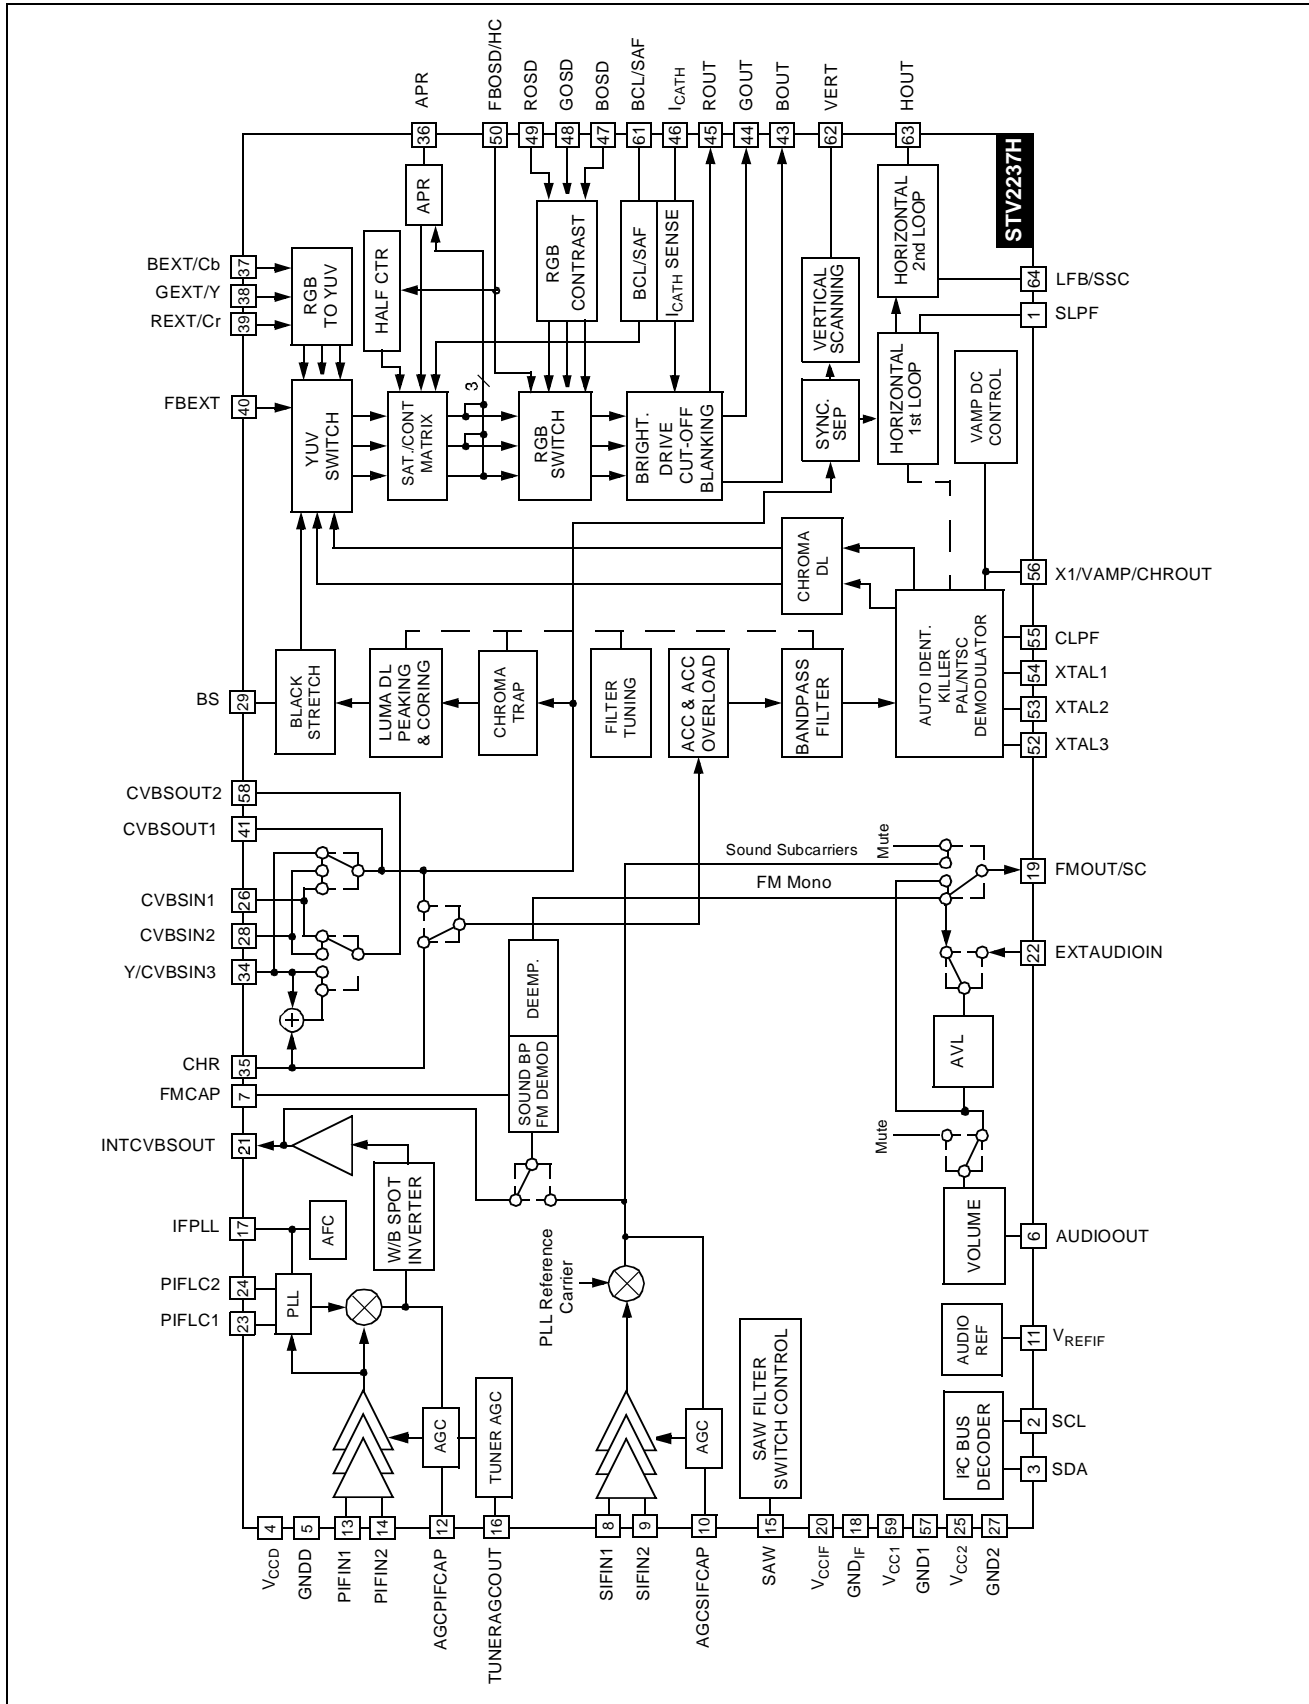 APR
FBOSD/HC
ROSD
GOSD
BOSD
BCL/SAF
ICATH
ROUT
GOUT
BOUT
VERT
HOUT
36
50
49
48
47
61
46
45
44
43
62
63
STV2237H
BEXT/Cb
37
GEXT/Y
38
REXT/Cr
39
FBEXT
40
RGB
TO YUV
HALF CTR
APR
RGB
CONTRAST
BCL/SAF
ICATH SENSE
VERTICAL
SCANNING
HORIZONTAL
2nd LOOP
64
LFB/SSC
1
SLPF
YUV
SWITCH
SAT./CONT
MATRIX
3
RGB
SWITCH
BRIGHT.
DRIVE
CUT-OFF
BLANKING
SYNC.
SEP
HORIZONTAL
1st LOOP
VAMP DC
CONTROL
CHROMA
DL
56
X1/VAMP/CHROUT
BS
29
BLACK
STRETCH
LUMA DL
PEAKING
& CORING
CHROMA
TRAP
FILTER
TUNING
ACC & ACC
OVERLOAD
BANDPASS
FILTER
AUTO IDENT.
KILLER
PAL/NTSC
DEMODULATOR
55
CLPF
54
XTAL1
53
XTAL2
52
XTAL3
CVBSOUT2
58
CVBSOUT1
41
CVBSIN1
26
CVBSIN2
28
Y/CVBSIN3
34
CHR
35
FMCAP
7
INTCVBSOUT
21
+
Sound Subcarriers
Mute
FM Mono
19
FMOUT/SC
22
EXTAUDIOIN
DEEMP.
SOUND BP
FM DEMOD
AVL
Mute
VOLUME
6
AUDIOOUT
IFPLL
17
AFC
W/B SPOT
INVERTER
PIFLC2
24
PIFLC1
23
PLL
PLL Reference
Carrier
AUDIO
REF
11
VREFIF
AGC
TUNER AGC
AGC
SAW FILTER
SWITCH CONTROL
I²C BUS
DECODER
2
SCL
3
SDA
4
5
13
14
12
16
8
9
10
15
20
18
59
57
25
27
VCCD
GNDD
PIFIN1
PIFIN2
AGCPIFCAP
TUNERAGCOUT
SIFIN1
SIFIN2
AGCSIFCAP
SAW
VCCIF
GNDIF
VCC1
GND1
VCC2
GND2